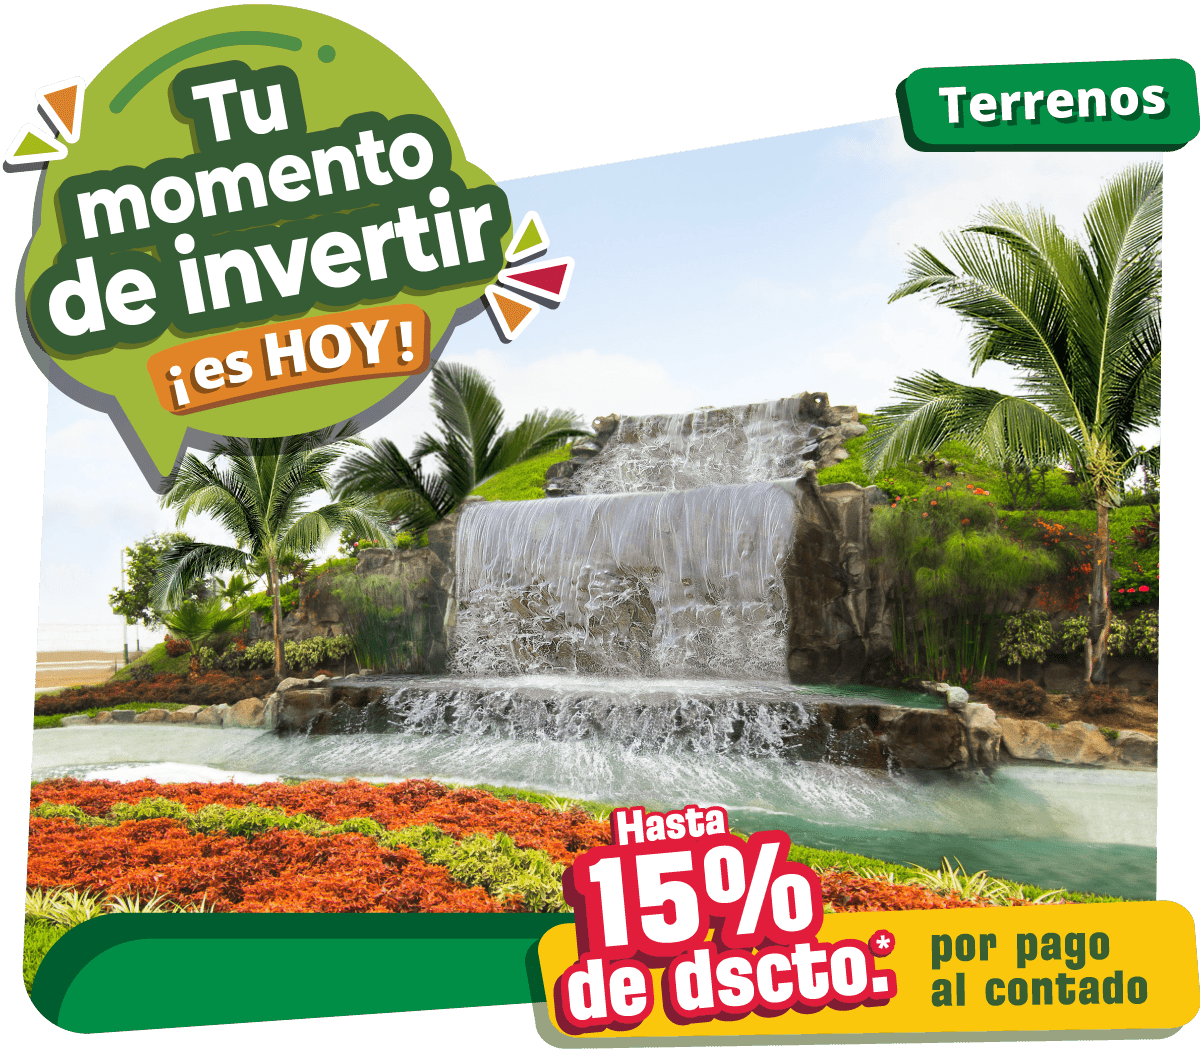 Tu
momento
de invertir
¡es HOY!
Terrenos
Hasta
15%
de dscto.*
por pago
al contado